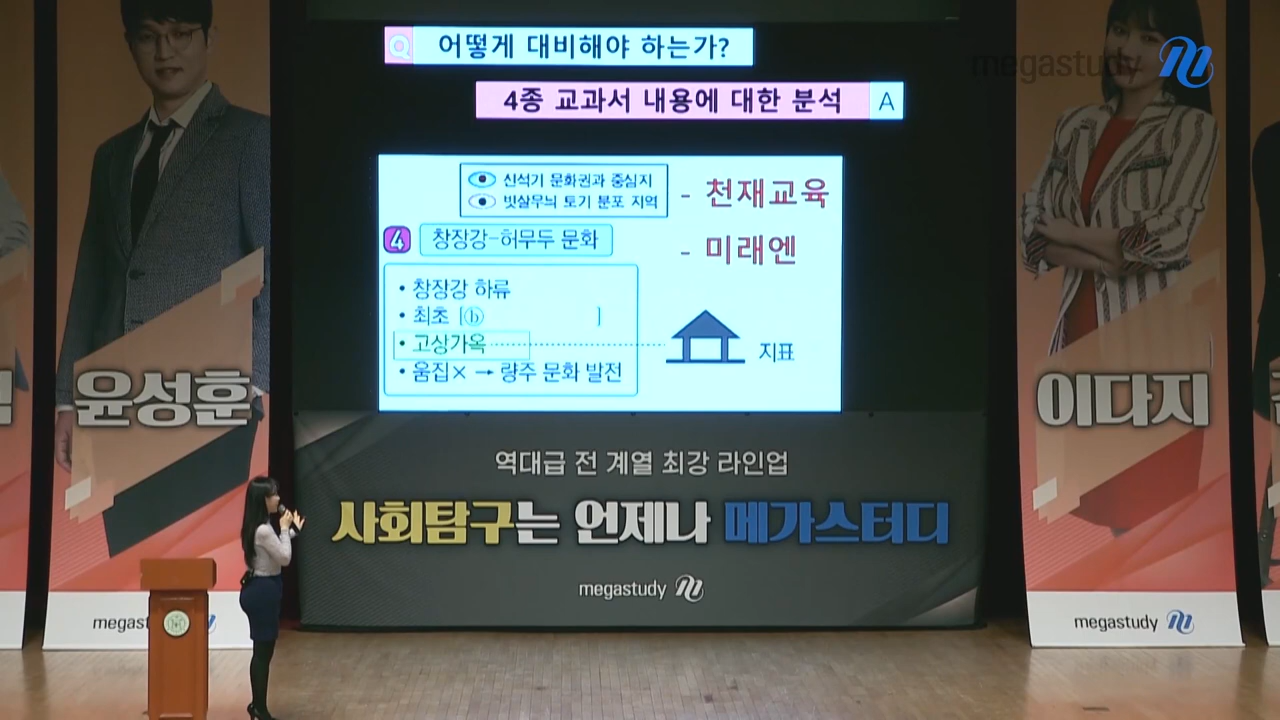 Q 어떻게 대비해야 하는가?
megastudy
4종 교과서 내용에 대한 분석 A
신석기 문화권과 중심지
빗살무늬 토기 분포 지역
- 천재교육
4 창장강-허무두 문화
- 미래엔
• 창장강 하류
• 최초 [ⓑ ]
• 고상가옥
지표
• 움집× → 량주 문화 발전
윤성훈
이다지
역대급 전 계열 최강 라인업
사회탐구는 언제나 메가스터디
megastudy
megast
megastudy